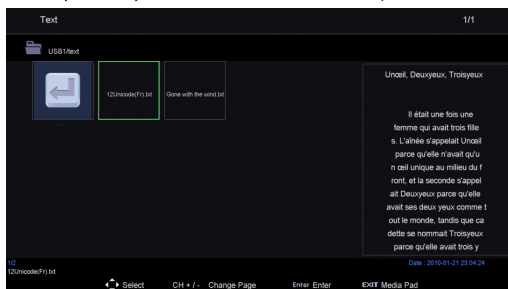 Text
1/1
USB1/text
12Unicode(Fr).txt
Gone with the wind.txt
...
Unœil, Deuxyeux, Troisyeux
Il était une fois une
femme qui avait trois fille
s. L'aînée s'appelait Unœil
parce qu'elle n'avait qu'u
n œil unique au milieu du f
ront, et la seconde s'appel
ait Deuxyeux parce qu'elle
avait ses deux yeux comme t
out le monde, tandis que ca
dette se nommait Troisyeux
parce qu'elle avait trois y
1/2
12Unicode(Fr).txt
Date : 2010-01-21 23:04:24
Select
CH + / - Change Page
Enter Enter
EXIT Media Pad